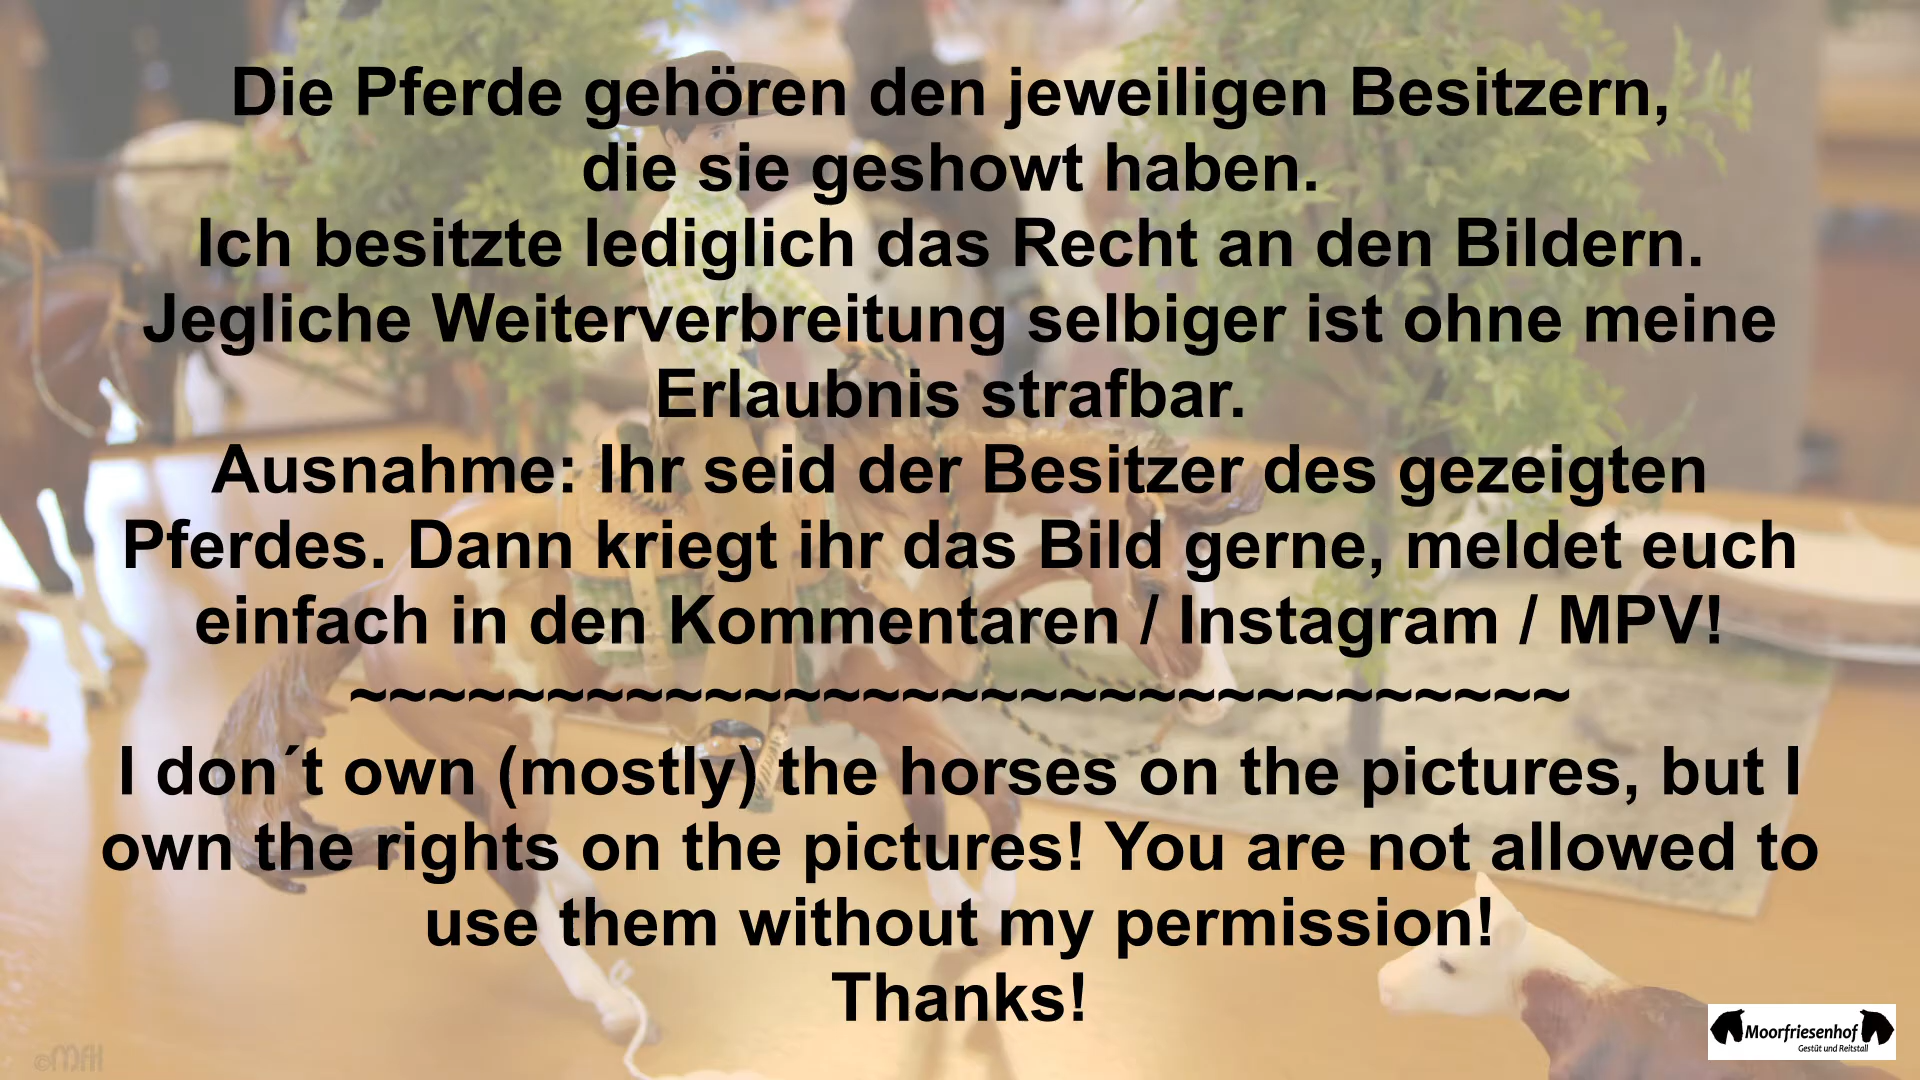 Die Pferde gehören den jeweiligen Besitzern,
die sie geshowt haben.
Ich besitzte lediglich das Recht an den Bildern.
Jegliche Weiterverbreitung selbiger ist ohne meine
Erlaubnis strafbar.
Ausnahme: Ihr seid der Besitzer des gezeigten
Pferdes. Dann kriegt ihr das Bild gerne, meldet euch
einfach in den Kommentaren / Instagram / MPV!
~~~~~~~~~~~~~~~~~~~~~~~~~~~~~~~
I don´t own (mostly) the horses on the pictures, but I
own the rights on the pictures! You are not allowed to
use them without my permission!
Thanks!
Moorfriesenhof
Gestüt und Reitstall
©MFH